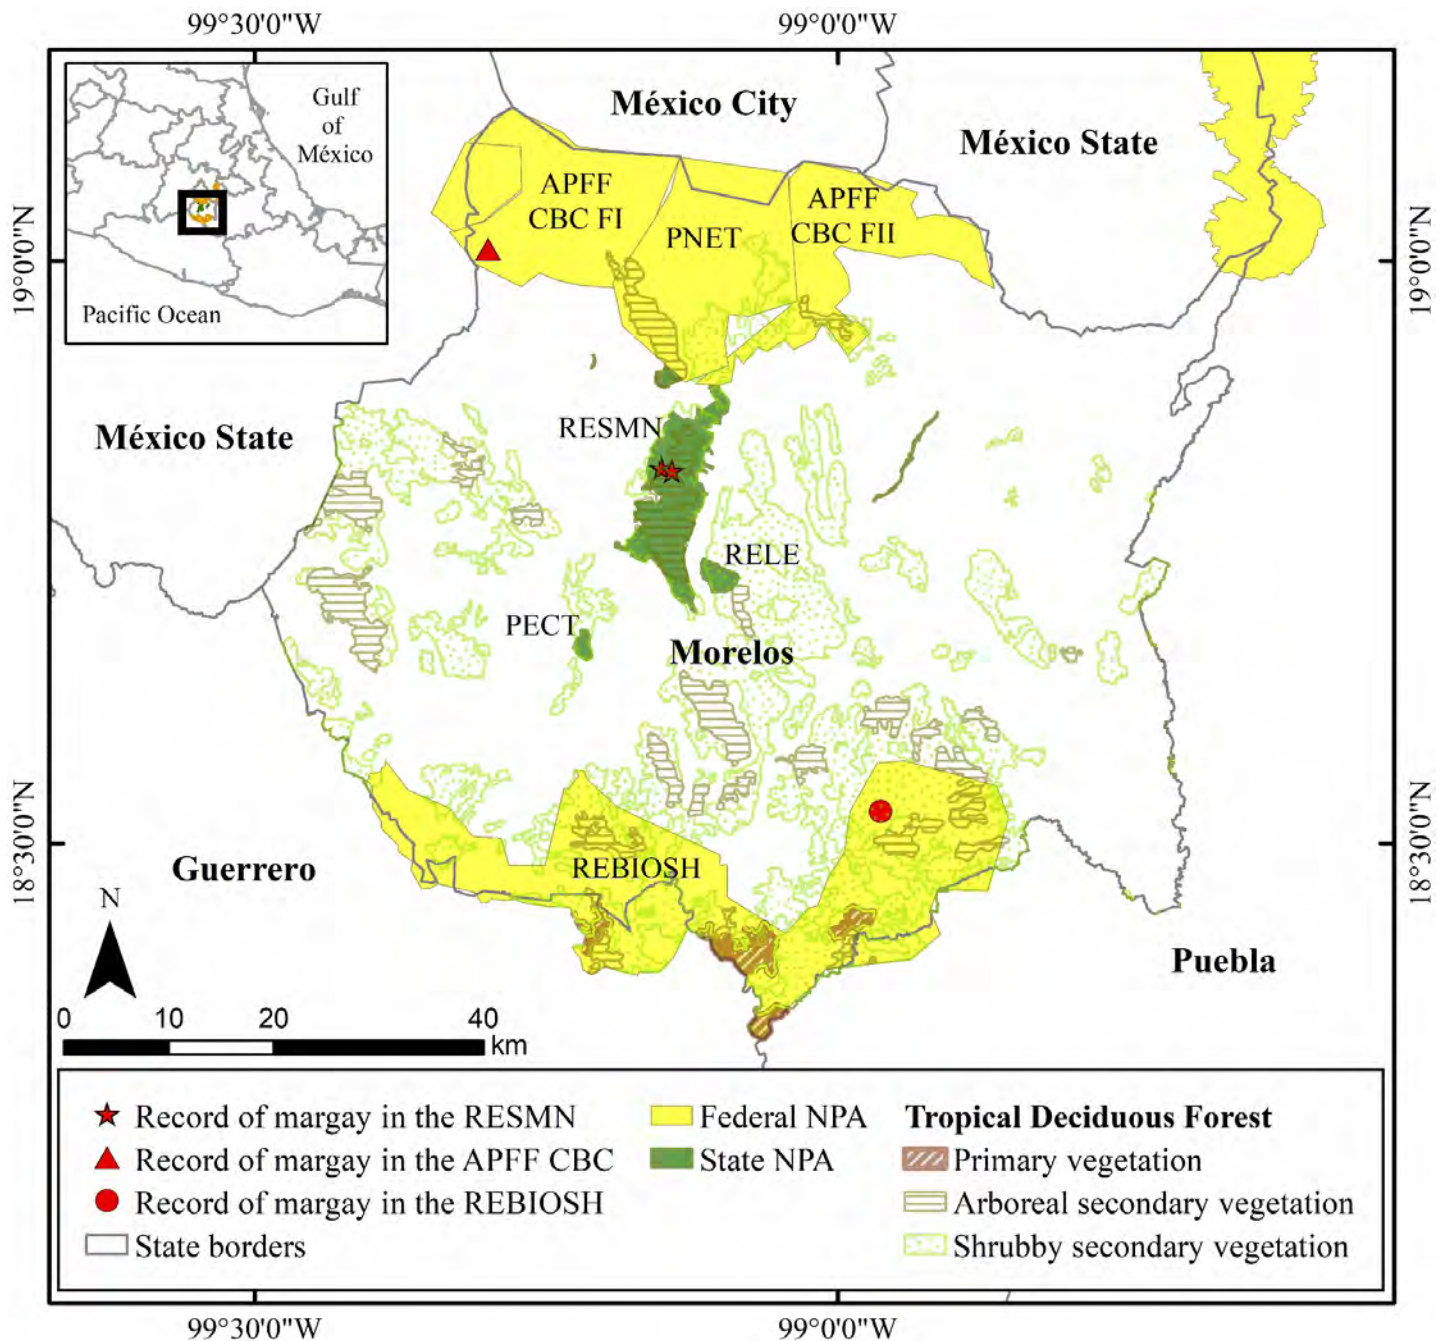 99°30'0"W
99°0'0"W
Gulf
of
México
Pacific Ocean
México City
México State
APFF
CBC FI
PNET
APFF
CBC FII
19°0'0"N
19°0'0"N
México State
RESMN
RELE
PECT
Morelos
18°30'0"N
18°30'0"N
Guerrero
REBIOSH
Puebla
N
0 10 20 40
km
Record of margay in the RESMN
Record of margay in the APFF CBC
Record of margay in the REBIOSH
State borders
Federal NPA
State NPA
Tropical Deciduous Forest
Primary vegetation
Arboreal secondary vegetation
Shrubby secondary vegetation
99°30'0"W
99°0'0"W